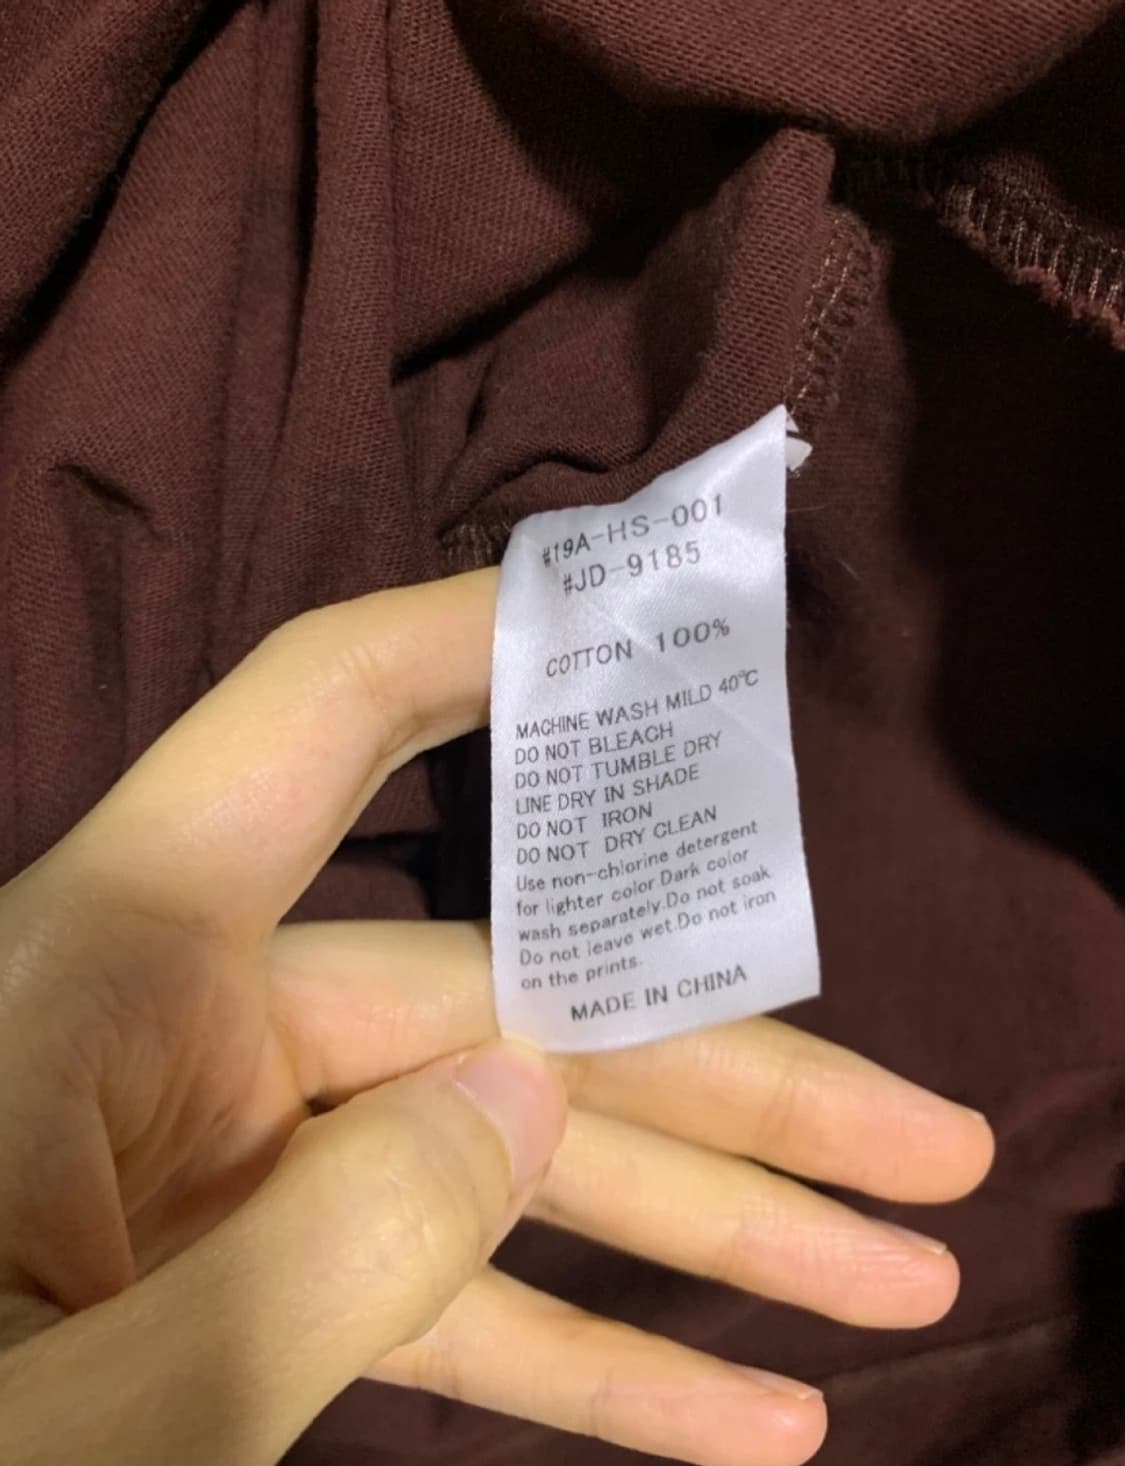 #19A-HS-001
#JD-9185
COTTON 100%
MACHINE WASH MILD 40℃
DO NOT BLEACH
DO NOT TUMBLE DRY
LINE DRY IN SHADE
DO NOT IRON
DO NOT DRY CLEAN
Use non-chlorine detergent
for lighter color.Dark color
wash separately.Do not soak
Do not leave wet.Do not iron
on the prints.
MADE IN CHINA